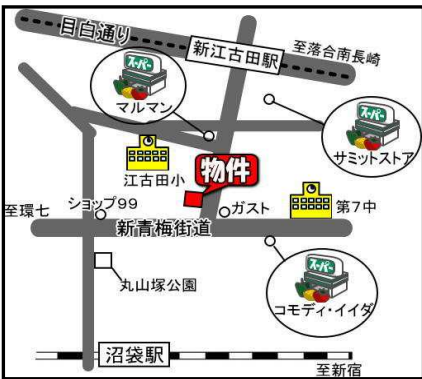 目白通り
新江古田駅
至落合南長崎
スーパー
マルマン
スーパー
サミットストア
江古田小
物件
至環七
ショップ99
ガスト
第7中
新青梅街道
丸山塚公園
スーパー
コモディ・イイダ
沼袋駅
至新宿